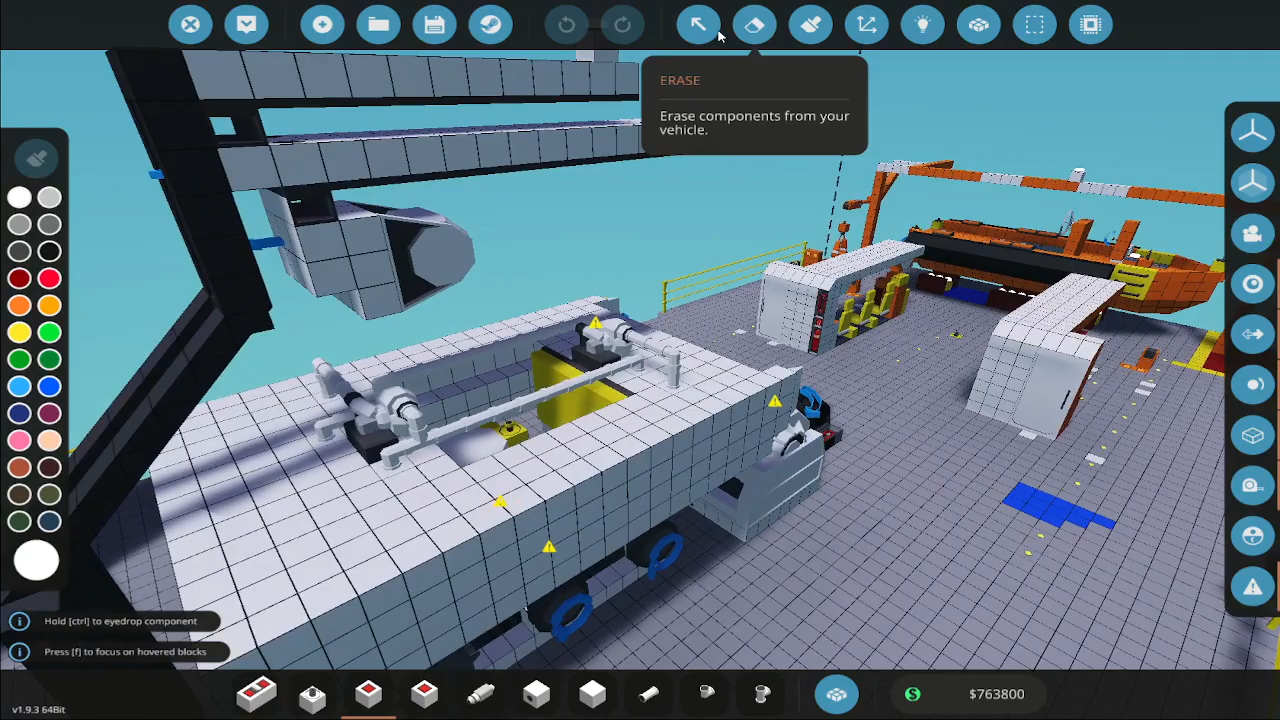 ERASE
Erase components from your
vehicle.
Hold [ctrl] to eyedrop component
Press [f] to focus on hovered blocks
$763800
v1.9.3 64Bit